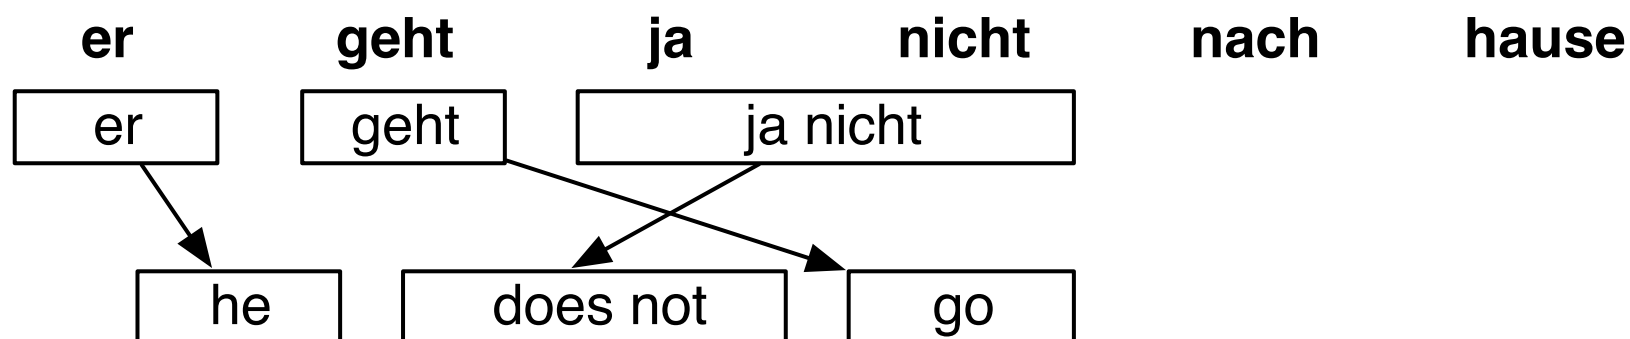 er geht ja nicht nach hause
er geht ja nicht
he does not go